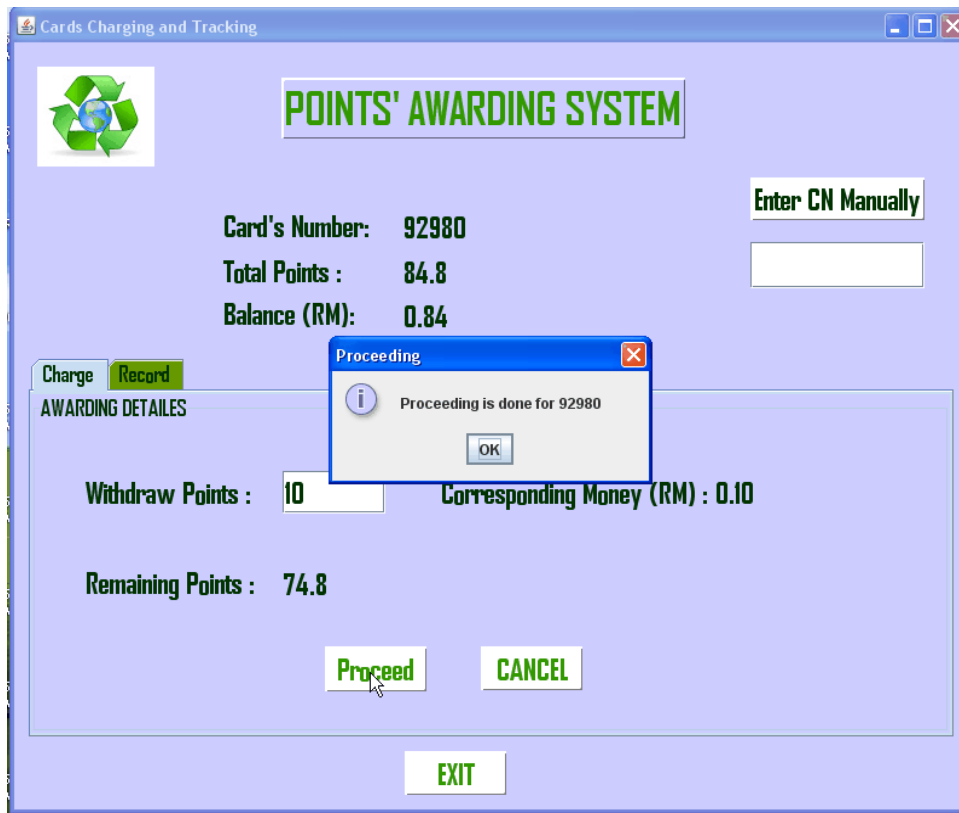 Cards Charging and Tracking
POINTS' AWARDING SYSTEM
Enter CN Manually
Card's Number: 92980
Total Points : 84.8
Balance (RM): 0.84
Proceeding
Proceeding is done for 92980
OK
Charge Record
AWARDING DETAILES
Withdraw Points : 10 Corresponding Money (RM) : 0.10
Remaining Points : 74.8
Proceed CANCEL
EXIT